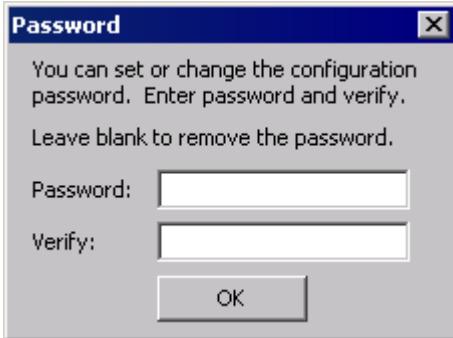 Password
You can set or change the configuration
password.  Enter password and verify.
Leave blank to remove the password.
Password:
Verify:
OK